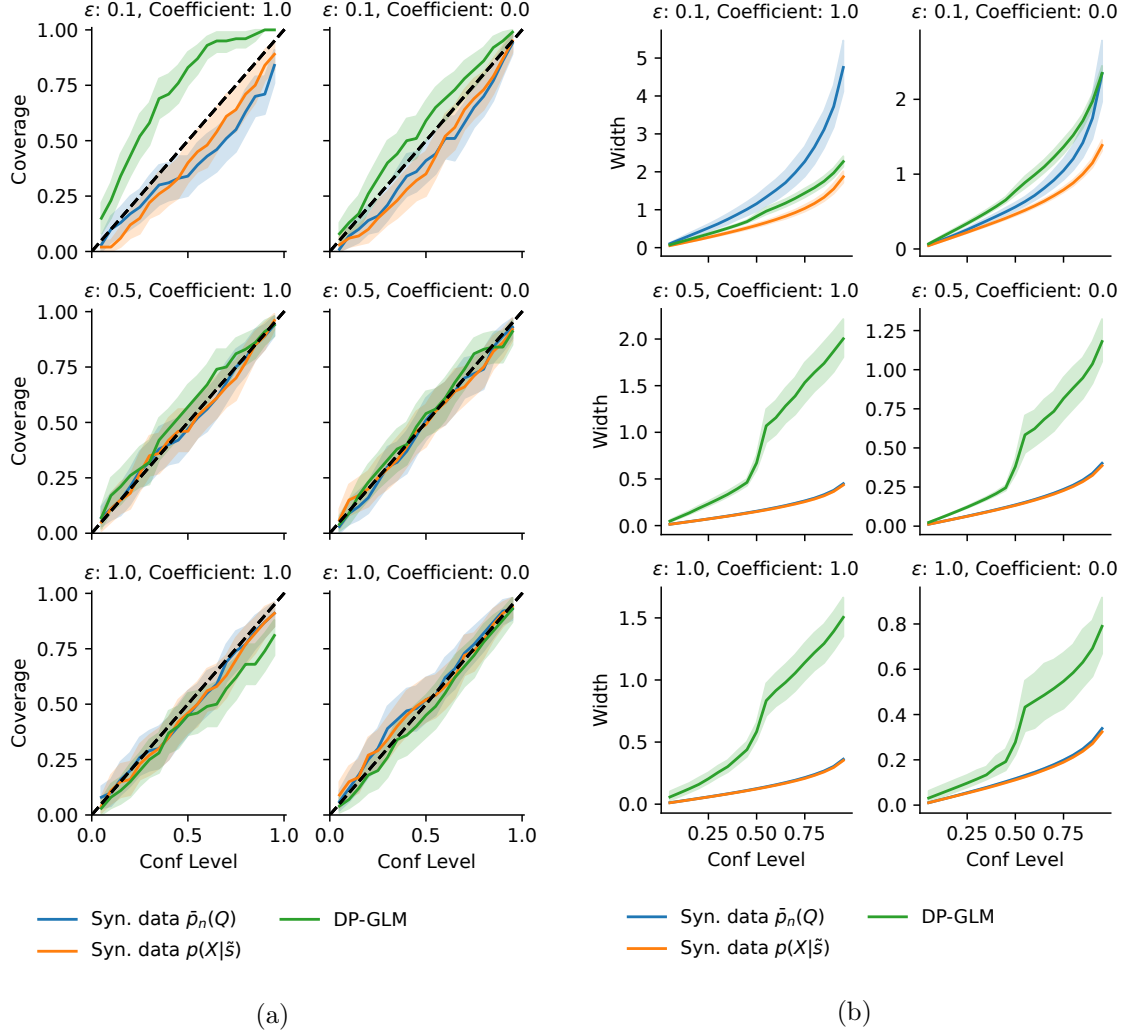 ε: 0.1, Coefficient: 1.0
ε: 0.1, Coefficient: 0.0
1.00
0.75
0.50
0.25
0.00
Coverage
ε: 0.5, Coefficient: 1.0
ε: 0.5, Coefficient: 0.0
1.00
0.75
0.50
0.25
0.00
Coverage
ε: 1.0, Coefficient: 1.0
ε: 1.0, Coefficient: 0.0
1.00
0.75
0.50
0.25
0.00
Coverage
0.0 0.5 1.0
0.0 0.5 1.0
Conf Level
Conf Level
Syn. data p̄ₙ(Q)
DP-GLM
Syn. data p(X|s̃)
(a)
ε: 0.1, Coefficient: 1.0
ε: 0.1, Coefficient: 0.0
5
4
3
2
1
0
Width
2
1
0
ε: 0.5, Coefficient: 1.0
ε: 0.5, Coefficient: 0.0
2.0
1.5
1.0
0.5
0.0
Width
1.25
1.00
0.75
0.50
0.25
0.00
ε: 1.0, Coefficient: 1.0
ε: 1.0, Coefficient: 0.0
1.5
1.0
0.5
0.0
Width
0.8
0.6
0.4
0.2
0.0
0.25 0.50 0.75
0.25 0.50 0.75
Conf Level
Conf Level
Syn. data p̄ₙ(Q)
DP-GLM
Syn. data p(X|s̃)
(b)